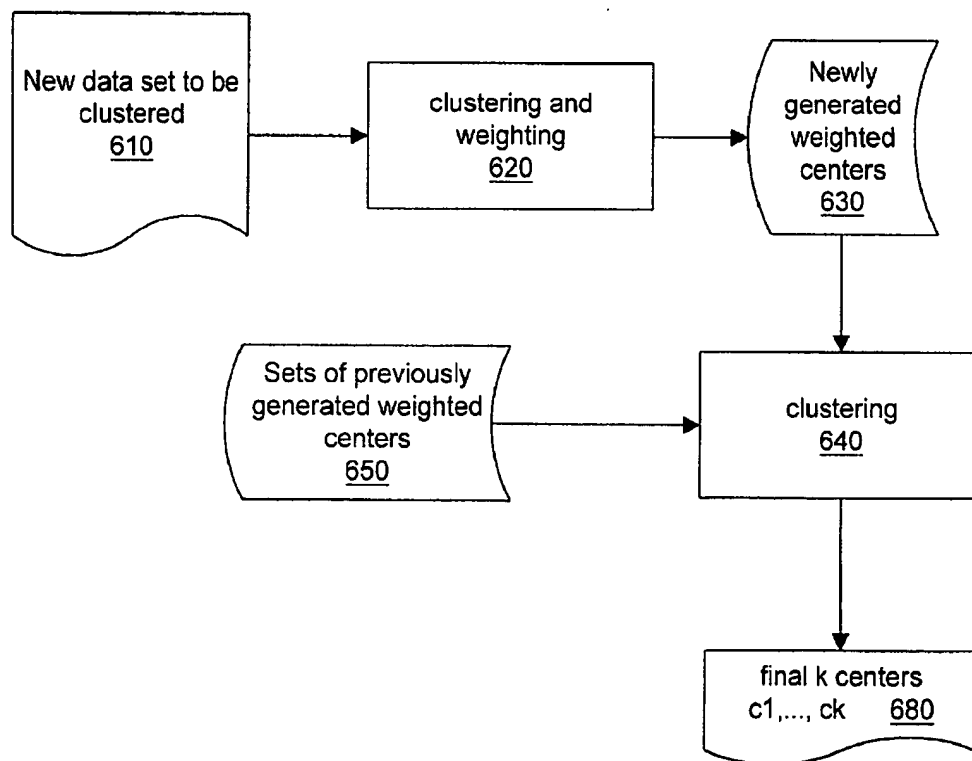 New data set to be
clustered
610
clustering and
weighting
620
Newly
generated
weighted
centers
630
Sets of previously
generated weighted
centers
650
clustering
640
final k centers
c1,..., ck 680